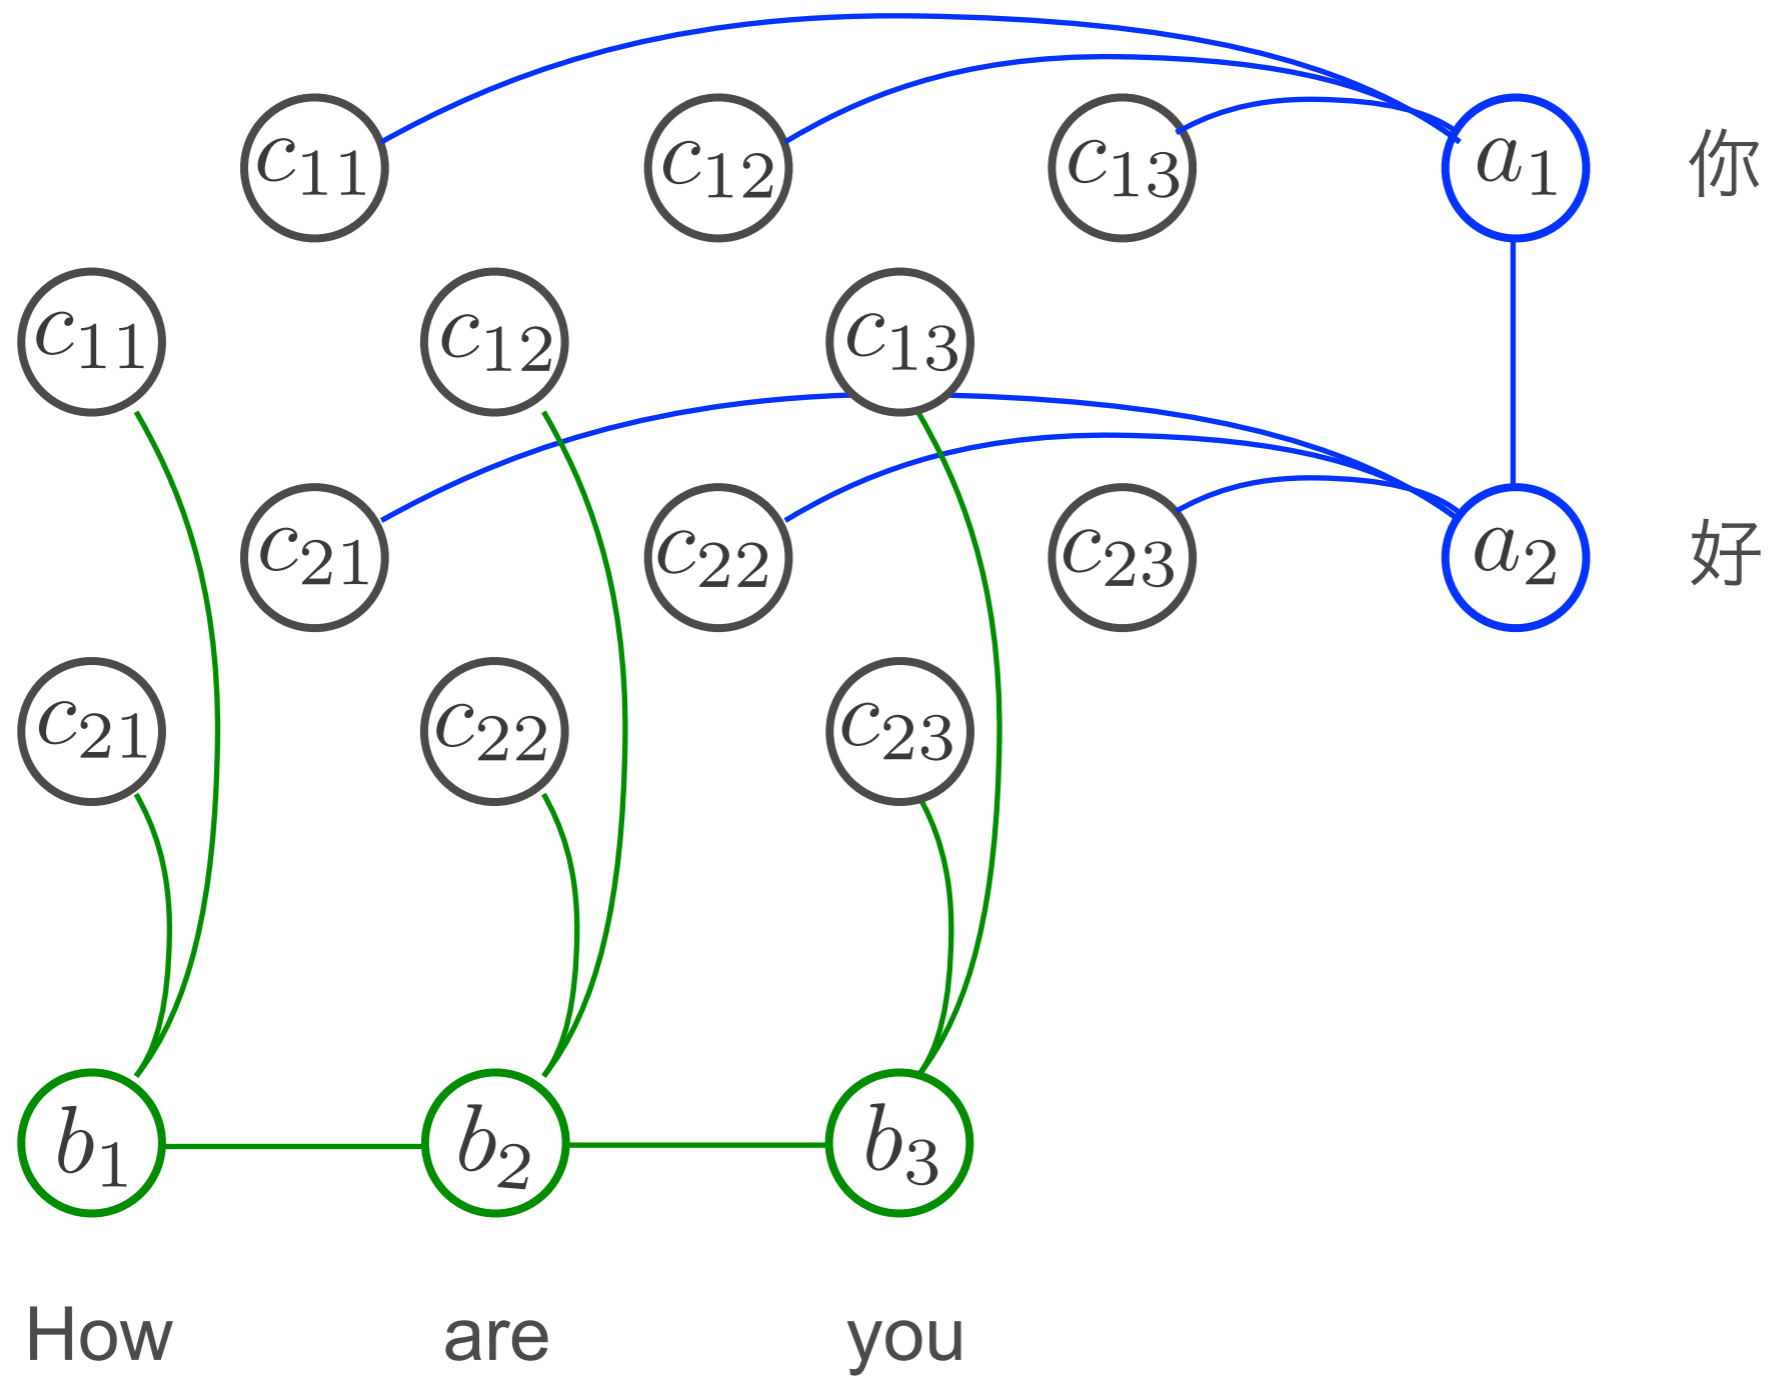 c₁₁ c₁₂ c₁₃ a₁ 你
c₁₁ c₁₂ c₁₃
c₂₁ c₂₂ c₂₃ a₂ 好
c₂₁ c₂₂ c₂₃
b₁ b₂ b₃
How are you